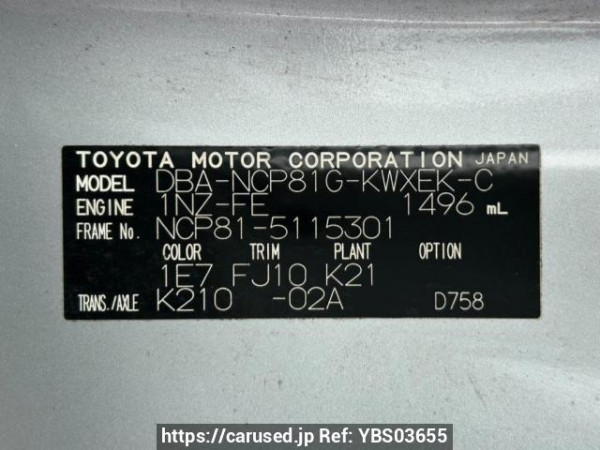 TOYOTA MOTOR CORPORATION JAPAN
MODEL DBA-NCP81G-KWXEK-C
ENGINE 1NZ-FE 1496 mL
FRAME No. NCP81-5115301
COLOR TRIM PLANT OPTION
1E7 FJ10 K21
TRANS./AXLE K210 -02A D758
https://carused.jp Ref: YBS03655